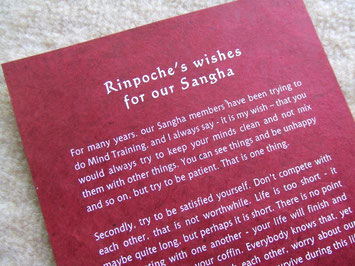 Rinpoche's wishes
for our Sangha
For many years, our Sangha members have been trying to
do Mind Training, and I always say - it is my wish – that you
would always try to keep your minds clean and not mix
them with other things. You can see things and be unhappy
and so on, but try to be patient. That is one thing.
Secondly, try to be satisfied yourself. Don't compete with
each other, that is not worthwhile. Life is too short - it
maybe quite long, but perhaps it is short. There is no point
ting with one another - your life will finish and
your coffin. Everybody knows that, yet
each other, worry about our
survive during this